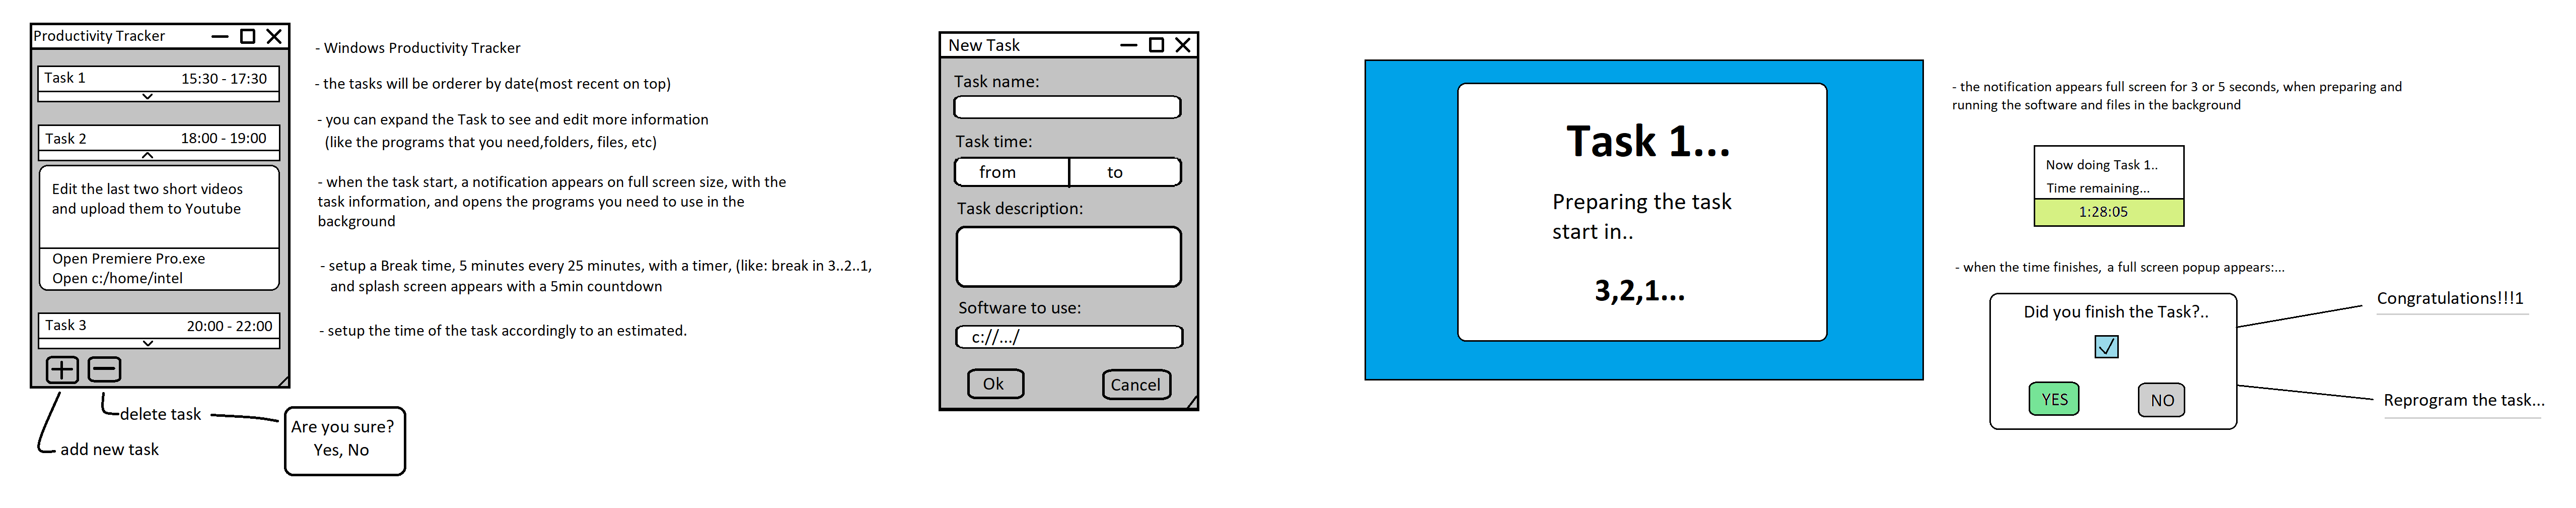 Productivity Tracker
Task 1 15:30 - 17:30
Task 2 18:00 - 19:00
Edit the last two short videos
and upload them to Youtube
Open Premiere Pro.exe
Open c:/home/intel
Task 3 20:00 - 22:00
delete task
add new task
Are you sure?
Yes, No
- Windows Productivity Tracker
- the tasks will be orderer by date(most recent on top)
- you can expand the Task to see and edit more information
(like the programs that you need,folders, files, etc)
- when the task start, a notification appears on full screen size, with the
task information, and opens the programs you need to use in the
background
- setup a Break time, 5 minutes every 25 minutes, with a timer, (like: break in 3..2..1,
and splash screen appears with a 5min countdown
- setup the time of the task accordingly to an estimated.
New Task
Task name:
Task time:
from to
Task description:
Software to use:
c://.../
Ok Cancel
Task 1...
Preparing the task
start in..
3,2,1...
- the notification appears full screen for 3 or 5 seconds, when preparing and
running the software and files in the background
Now doing Task 1..
Time remaining...
1:28:05
- when the time finishes, a full screen popup appears:...
Did you finish the Task?..
YES NO
Congratulations!!!1
Reprogram the task...